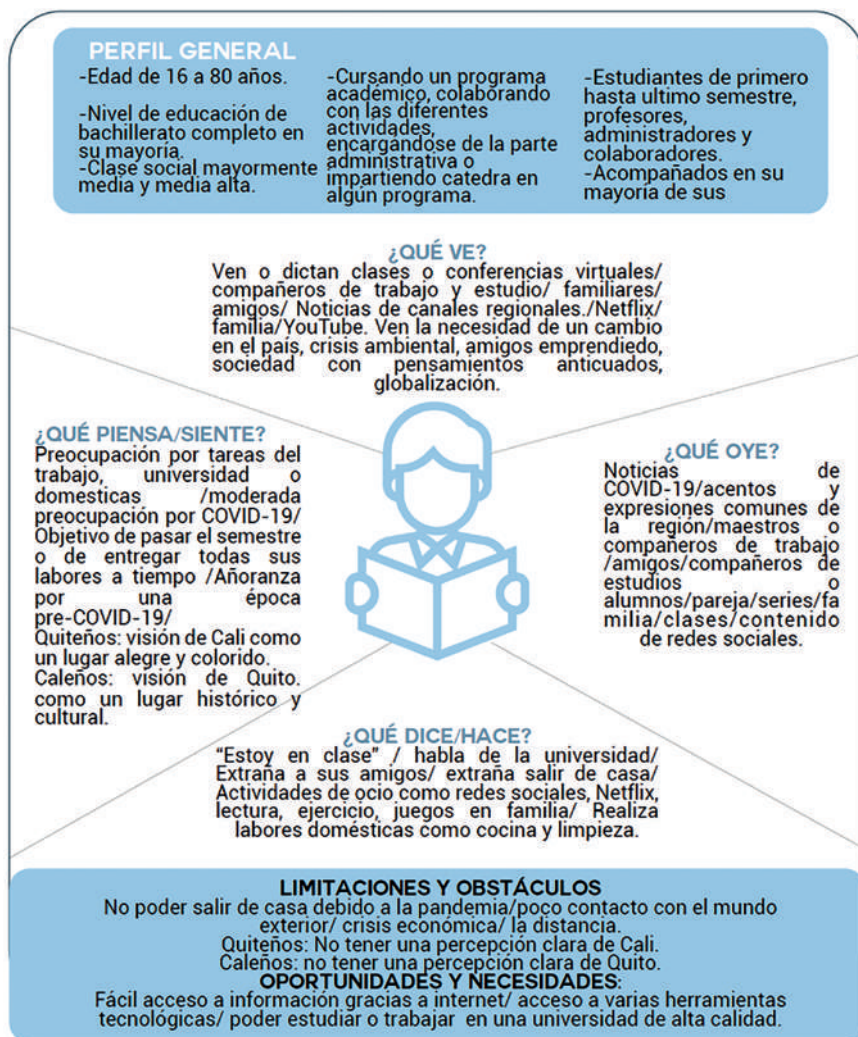 PERFIL GENERAL
-Edad de 16 a 80 años.
-Nivel de educación de
bachillerato completo en
su mayoría.
-Clase social mayormente
media y media alta.
-Cursando un programa
académico, colaborando
con las diferentes
actividades,
encargándose de la parte
administrativa o
impartiendo catedra en
algún programa.
-Estudiantes de primero
hasta ultimo semestre,
profesores,
administradores y
colaboradores.
-Acompañados en su
mayoría de sus
¿QUÉ VE?
Ven o dictan clases o conferencias virtuales/
compañeros de trabajo y estudio/ familiares/
amigos/ Noticias de canales regionales./Netflix/
familia/YouTube. Ven la necesidad de un cambio
en el país, crisis ambiental, amigos emprendiedo,
sociedad con pensamientos anticuados,
globalización.
¿QUÉ PIENSA/SIENTE?
Preocupación por tareas del
trabajo, universidad o
domesticas /moderada
preocupación por COVID-19/
Objetivo de pasar el semestre
o de entregar todas sus
labores a tiempo /Añoranza
por una época
pre-COVID-19/
Quiteños: visión de Cali como
un lugar alegre y colorido.
Caleños: visión de Quito.
como un lugar histórico y
cultural.
¿QUÉ OYE?
Noticias de
COVID-19/acentos y
expresiones comunes de
la región/maestros o
compañeros de trabajo
/amigos/compañeros de
estudios o
alumnos/pareja/series/fa
milia/clases/contenido
de redes sociales.
¿QUÉ DICE/HACE?
“Estoy en clase” / habla de la universidad/
Extraña a sus amigos/ extraña salir de casa/
Actividades de ocio como redes sociales, Netflix,
lectura, ejercicio, juegos en familia/ Realiza
labores domésticas como cocina y limpieza.
LIMITACIONES Y OBSTÁCULOS
No poder salir de casa debido a la pandemia/poco contacto con el mundo
exterior/ crisis económica/ la distancia.
Quiteños: No tener una percepción clara de Cali.
Caleños: no tener una percepción clara de Quito.
OPORTUNIDADES Y NECESIDADES:
Fácil acceso a información gracias a internet/ acceso a varias herramientas
tecnológicas/ poder estudiar o trabajar en una universidad de alta calidad.